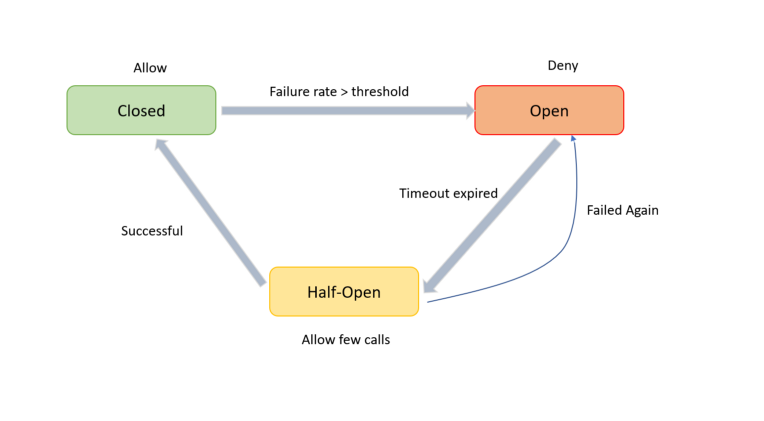 Allow
Deny
Failure rate > threshold
Closed
Open
Timeout expired
Failed Again
Successful
Half-Open
Allow few calls